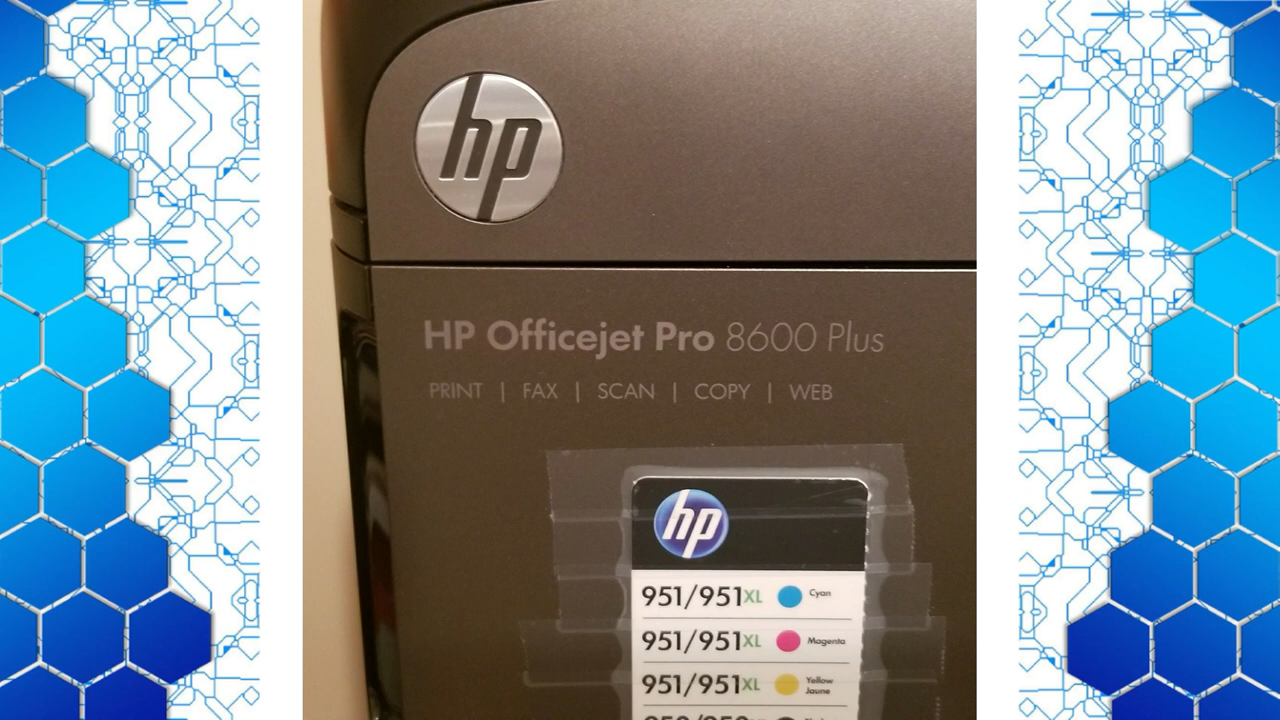 hp
HP Officejet Pro 8600 Plus
PRINT | FAX | SCAN | COPY | WEB
hp
951/951XL Cyan
951/951XL Magenta
951/951XL Yellow
Jaune